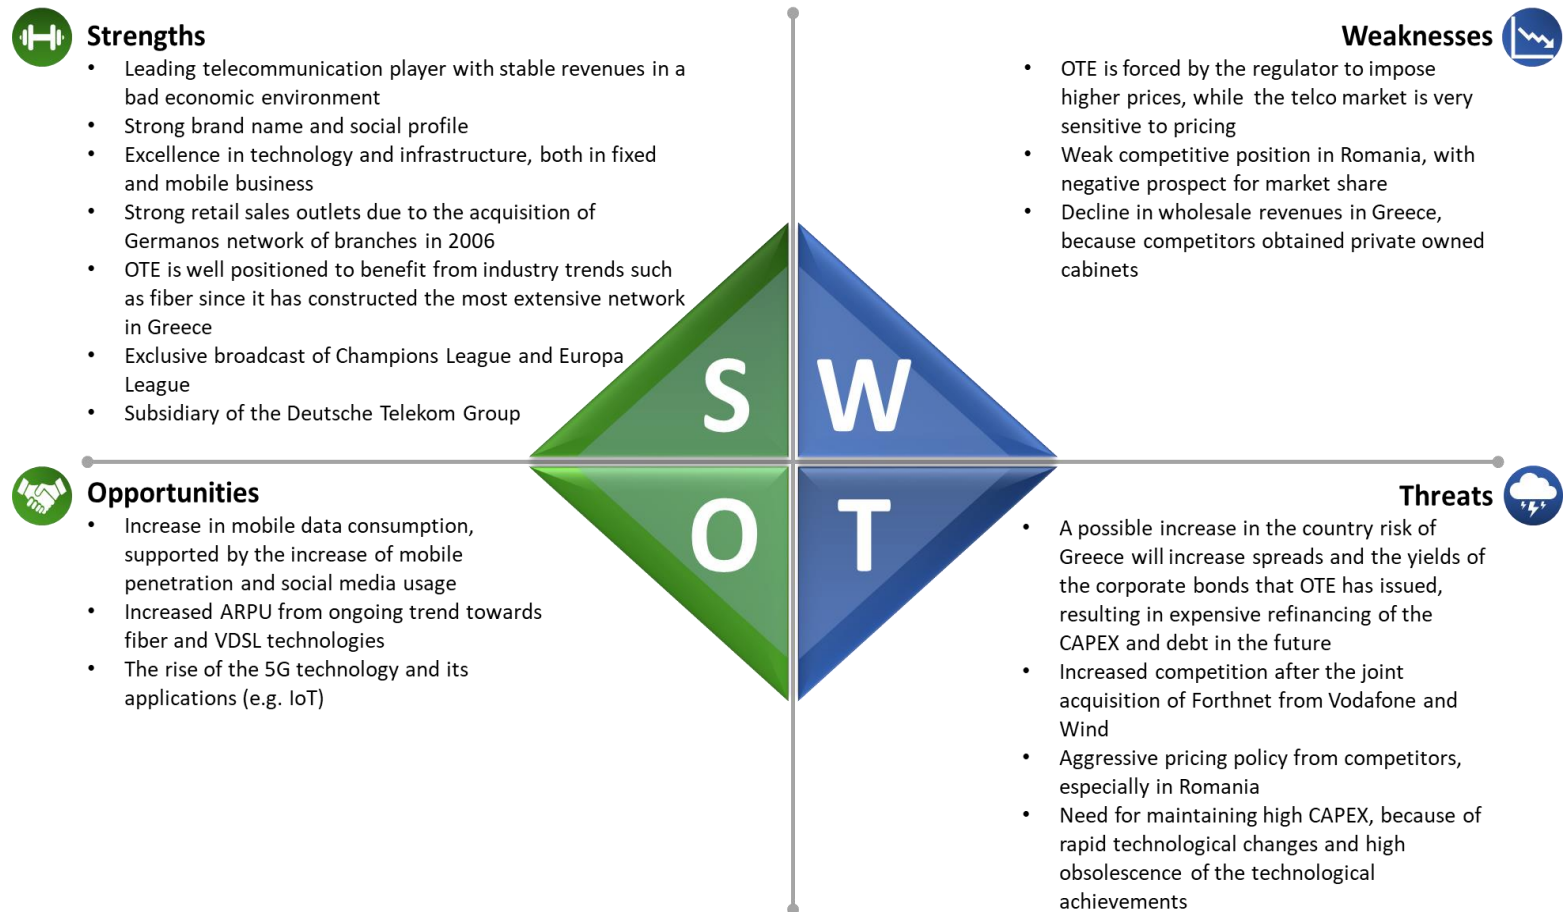 Strengths
• Leading telecommunication player with stable revenues in a
bad economic environment
• Strong brand name and social profile
• Excellence in technology and infrastructure, both in fixed
and mobile business
• Strong retail sales outlets due to the acquisition of
Germanos network of branches in 2006
• OTE is well positioned to benefit from industry trends such
as fiber since it has constructed the most extensive network
in Greece
• Exclusive broadcast of Champions League and Europa
League
• Subsidiary of the Deutsche Telekom Group
Weaknesses
• OTE is forced by the regulator to impose
higher prices, while the telco market is very
sensitive to pricing
• Weak competitive position in Romania, with
negative prospect for market share
• Decline in wholesale revenues in Greece,
because competitors obtained private owned
cabinets
S W
O T
Opportunities
• Increase in mobile data consumption,
supported by the increase of mobile
penetration and social media usage
• Increased ARPU from ongoing trend towards
fiber and VDSL technologies
• The rise of the 5G technology and its
applications (e.g. IoT)
Threats
• A possible increase in the country risk of
Greece will increase spreads and the yields of
the corporate bonds that OTE has issued,
resulting in expensive refinancing of the
CAPEX and debt in the future
• Increased competition after the joint
acquisition of Forthnet from Vodafone and
Wind
• Aggressive pricing policy from competitors,
especially in Romania
• Need for maintaining high CAPEX, because of
rapid technological changes and high
obsolescence of the technological
achievements